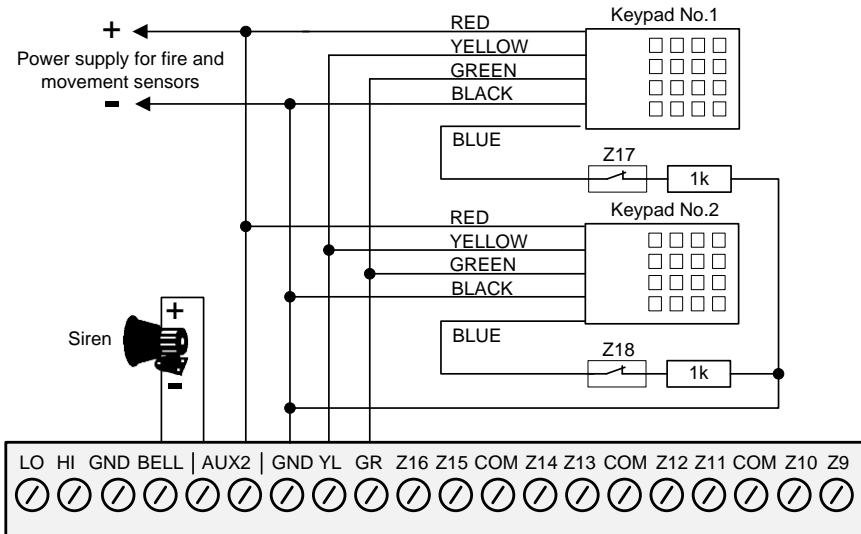 RED
Keypad No.1
+
YELLOW
Power supply for fire and
movement sensors
GREEN
-
BLACK
BLUE
Z17
1k
RED
Keypad No.2
YELLOW
GREEN
BLACK
+
Siren
-
BLUE
Z18
1k
LO HI GND BELL | AUX2 | GND YL GR Z16 Z15 COM Z14 Z13 COM Z12 Z11 COM Z10 Z9